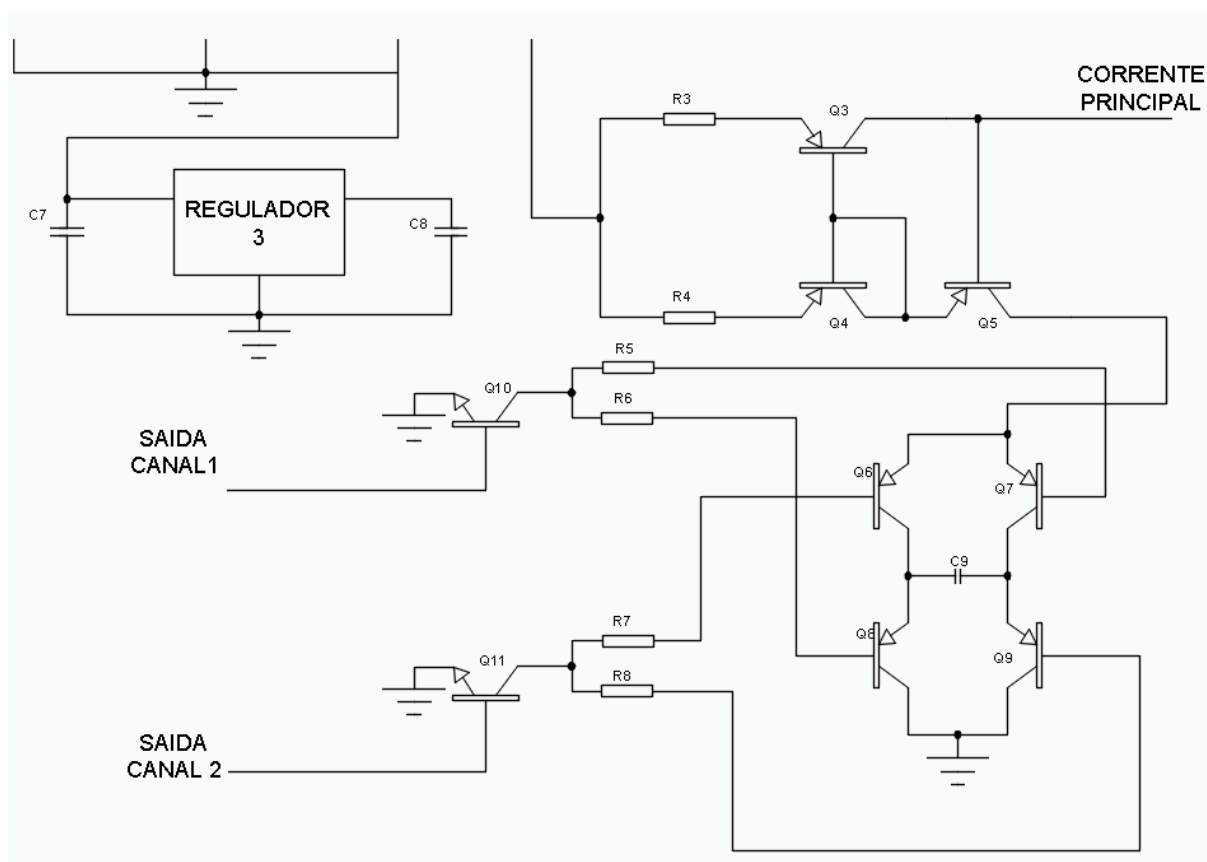 CORRENTE
PRINCIPAL
R3
Q3
REGULADOR
3
C7
C8
R4
Q4
Q5
R5
Q10
R6
SAIDA
CANAL1
Q6
Q7
C9
R7
Q8
Q11
R8
Q9
SAIDA
CANAL 2